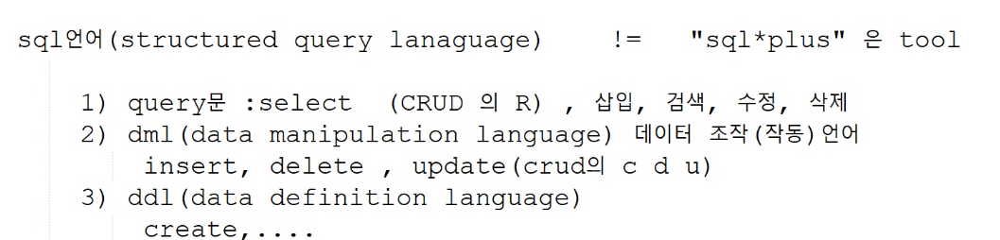 sql언어(structured query lanaguage)    !=   "sql*plus" 은 tool
1) query문 :select  (CRUD 의 R) , 삽입, 검색, 수정, 삭제
2) dml(data manipulation language) 데이터 조작(작동)언어
insert, delete , update(crud의 c d u)
3) ddl(data definition language)
create,....